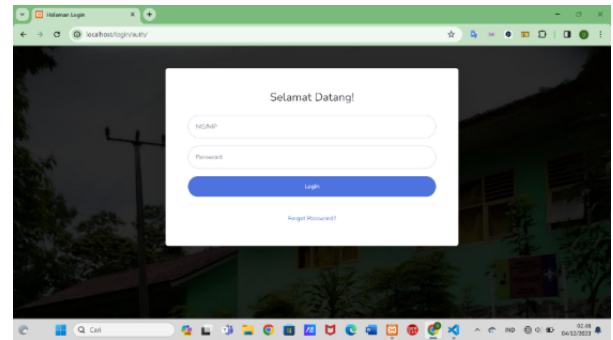 Halaman Login
localhost/login/auth/
Selamat Datang!
NIS/NIP
Password
Login
Forgot Password?
Cari
IND
02.48
04/12/2023